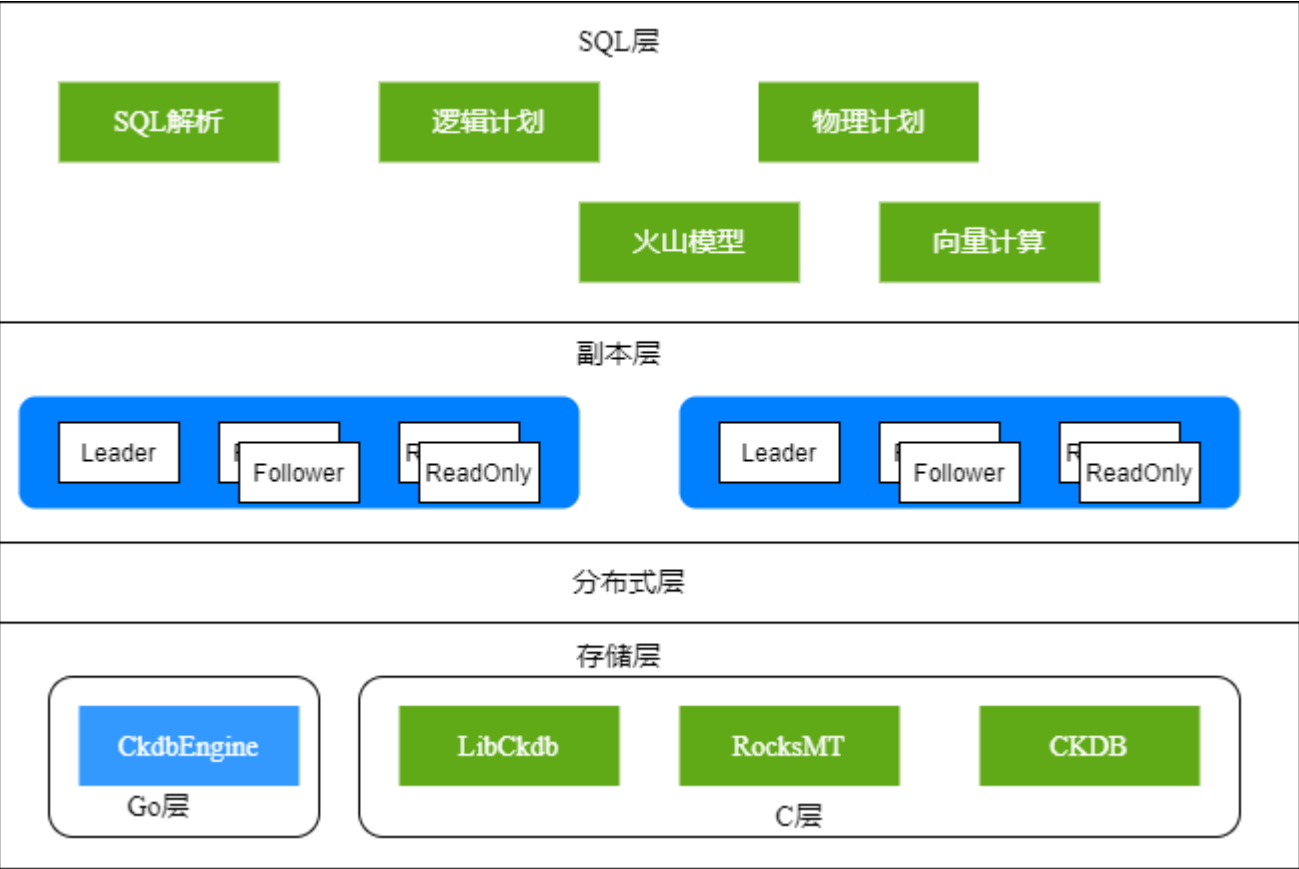 SQL层
SQL解析
逻辑计划
物理计划
火山模型
向量计算
副本层
Leader
Follower
ReadOnly
Leader
Follower
ReadOnly
分布式层
存储层
CkdbEngine
LibCkdb
RocksMT
CKDB
Go层
C层